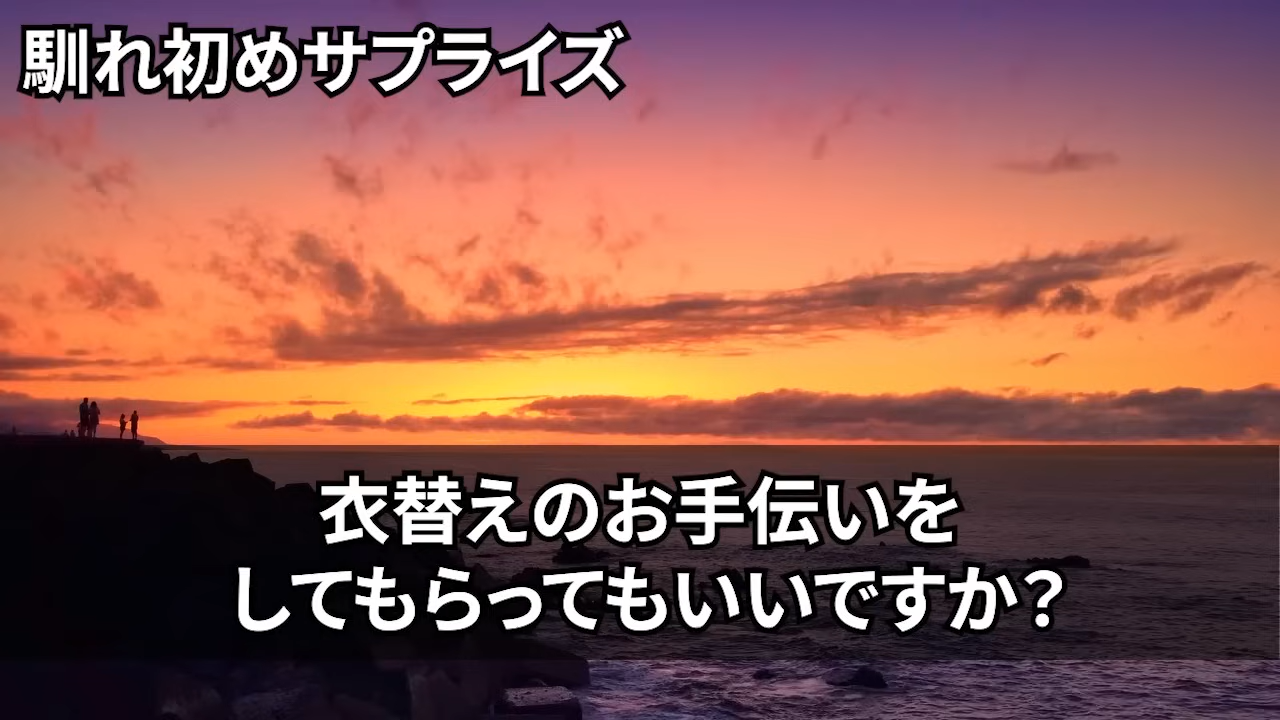 馴れ初めサプライズ
衣替えのお手伝いを
してもらってもいいですか？